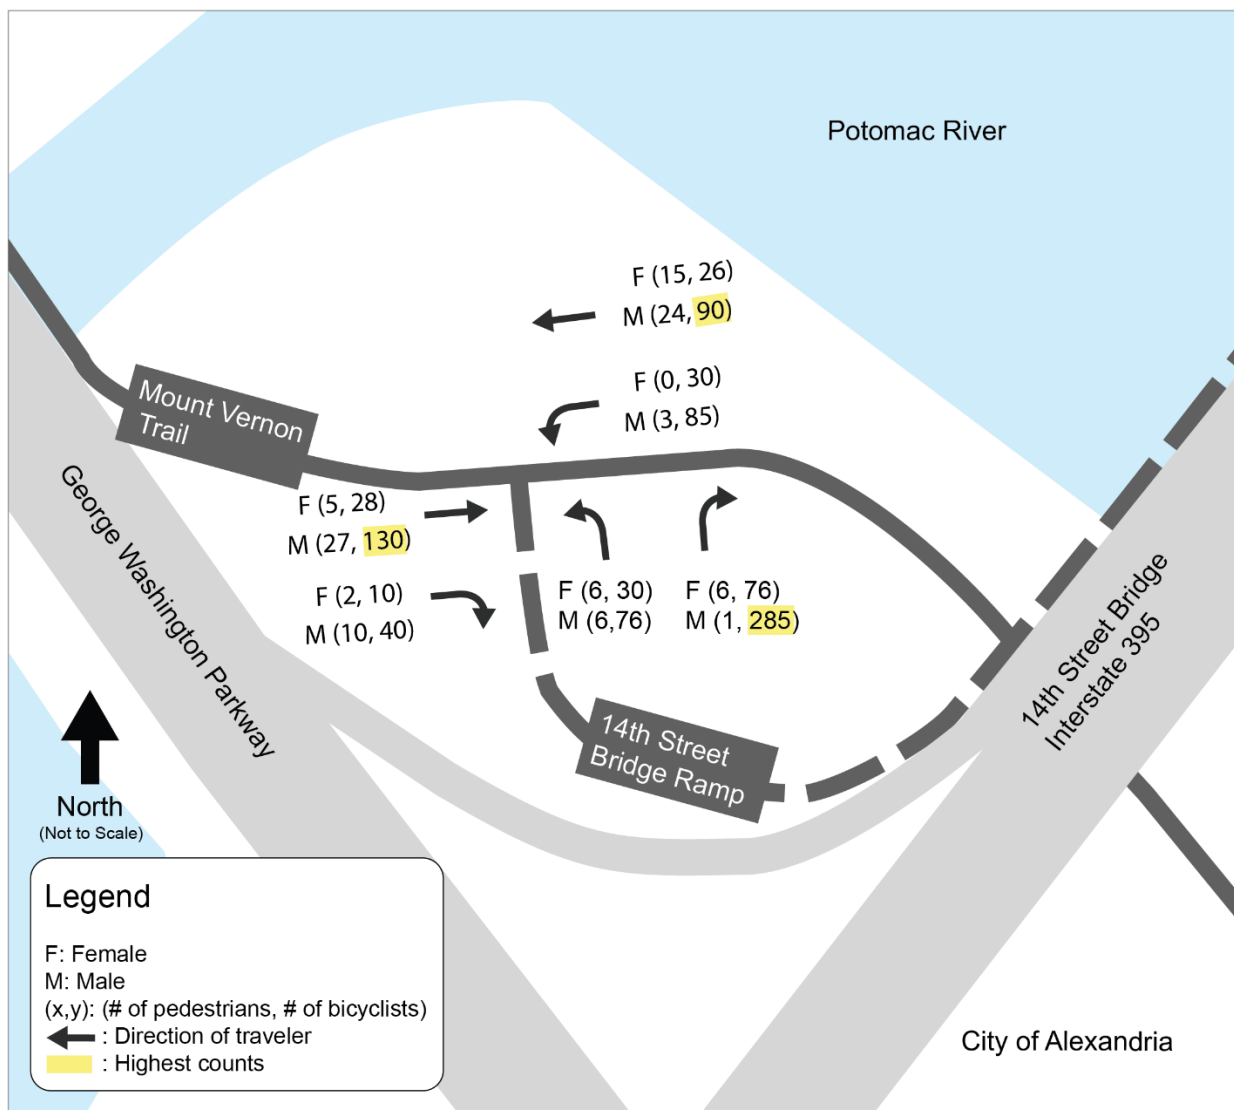 Potomac River
F (15, 26)
M (24, 90)
F (0, 30)
M (3, 85)
Mount Vernon
Trail
George Washington Parkway
F (5, 28)
M (27, 130)
F (2, 10)
M (10, 40)
F (6, 30)
M (6,76)
F (6, 76)
M (1, 285)
14th Street Bridge
Interstate 395
14th Street
Bridge Ramp
North
(Not to Scale)
Legend
F: Female
M: Male
(x,y): (# of pedestrians, # of bicyclists)
: Direction of traveler
: Highest counts
City of Alexandria